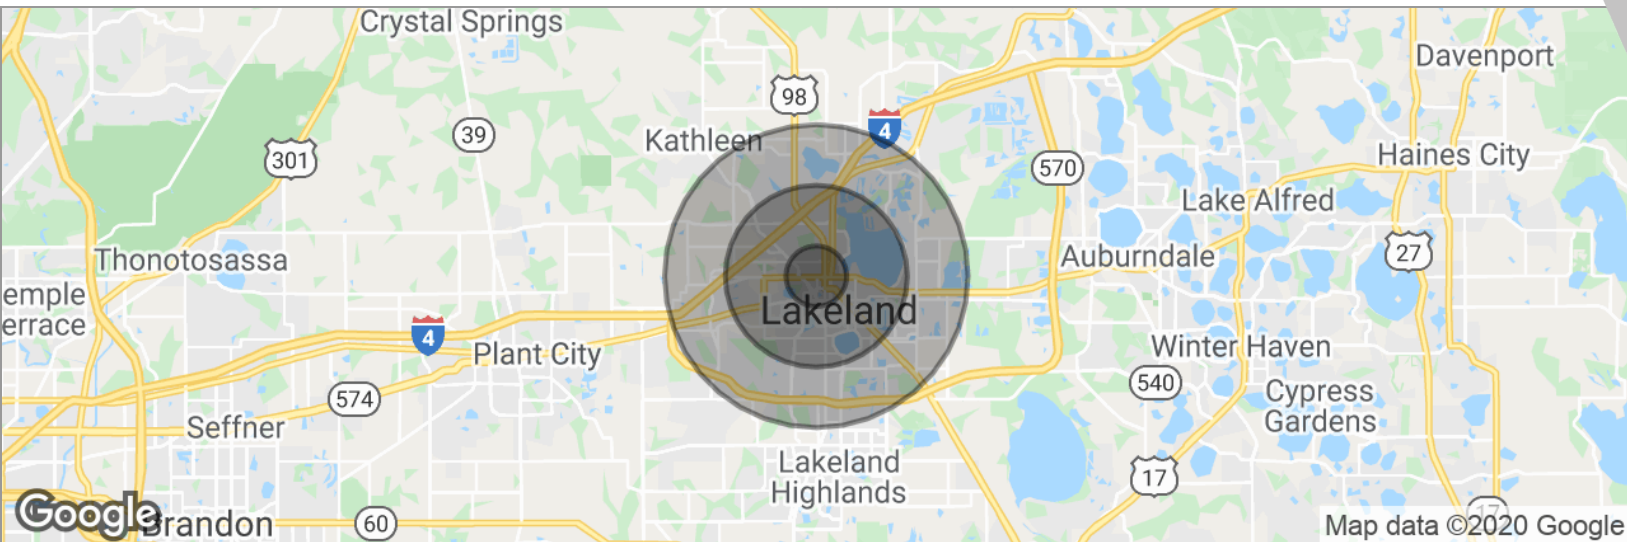 Crystal Springs
Davenport
98
4
39
Kathleen
301
570
Haines City
Lake Alfred
Thonotosassa
Auburndale
27
emple
errace
Lakeland
4
Plant City
Winter Haven
540
574
Cypress
Gardens
Seffner
Lakeland
Highlands
17
Google
Brandon
60
17
Map data ©2020 Google